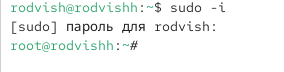 rodvish@rodvishh:~$ sudo -i
[sudo] пароль для rodvish:
root@rodvishh:~#